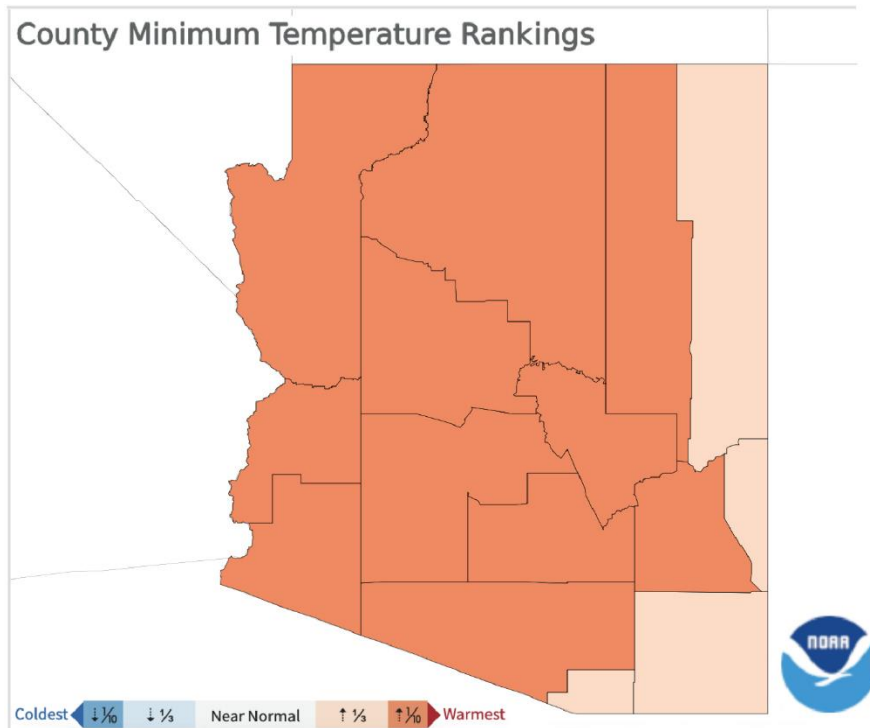 County Minimum Temperature Rankings
NOAA
Coldest ↓ 1/10 ↓ 1/3 Near Normal ↑ 1/3 ↑ 1/10 Warmest